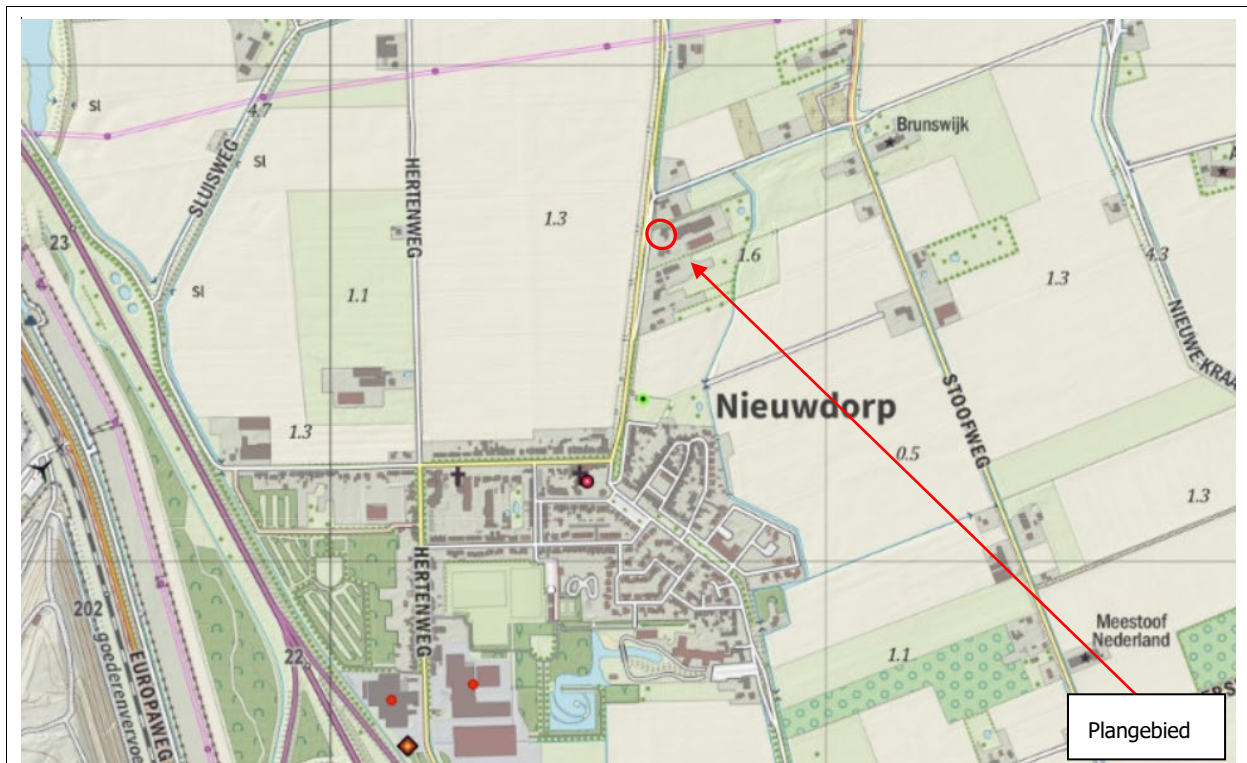 Sl
4.7
SLUISWEG
Sl
HERTENWEG
Brunswijk
A
1.3
23
1.6
4.3
Sl
1.1
1.3
NIEUWE-KRAA
Nieuwdorp
STOOFWEG
1.3
0.5
1.3
HERTENWEG
202
goederenvervoe
EUROPAWEG
22
1.1
Meestoof
Nederland
ERS
Plangebied